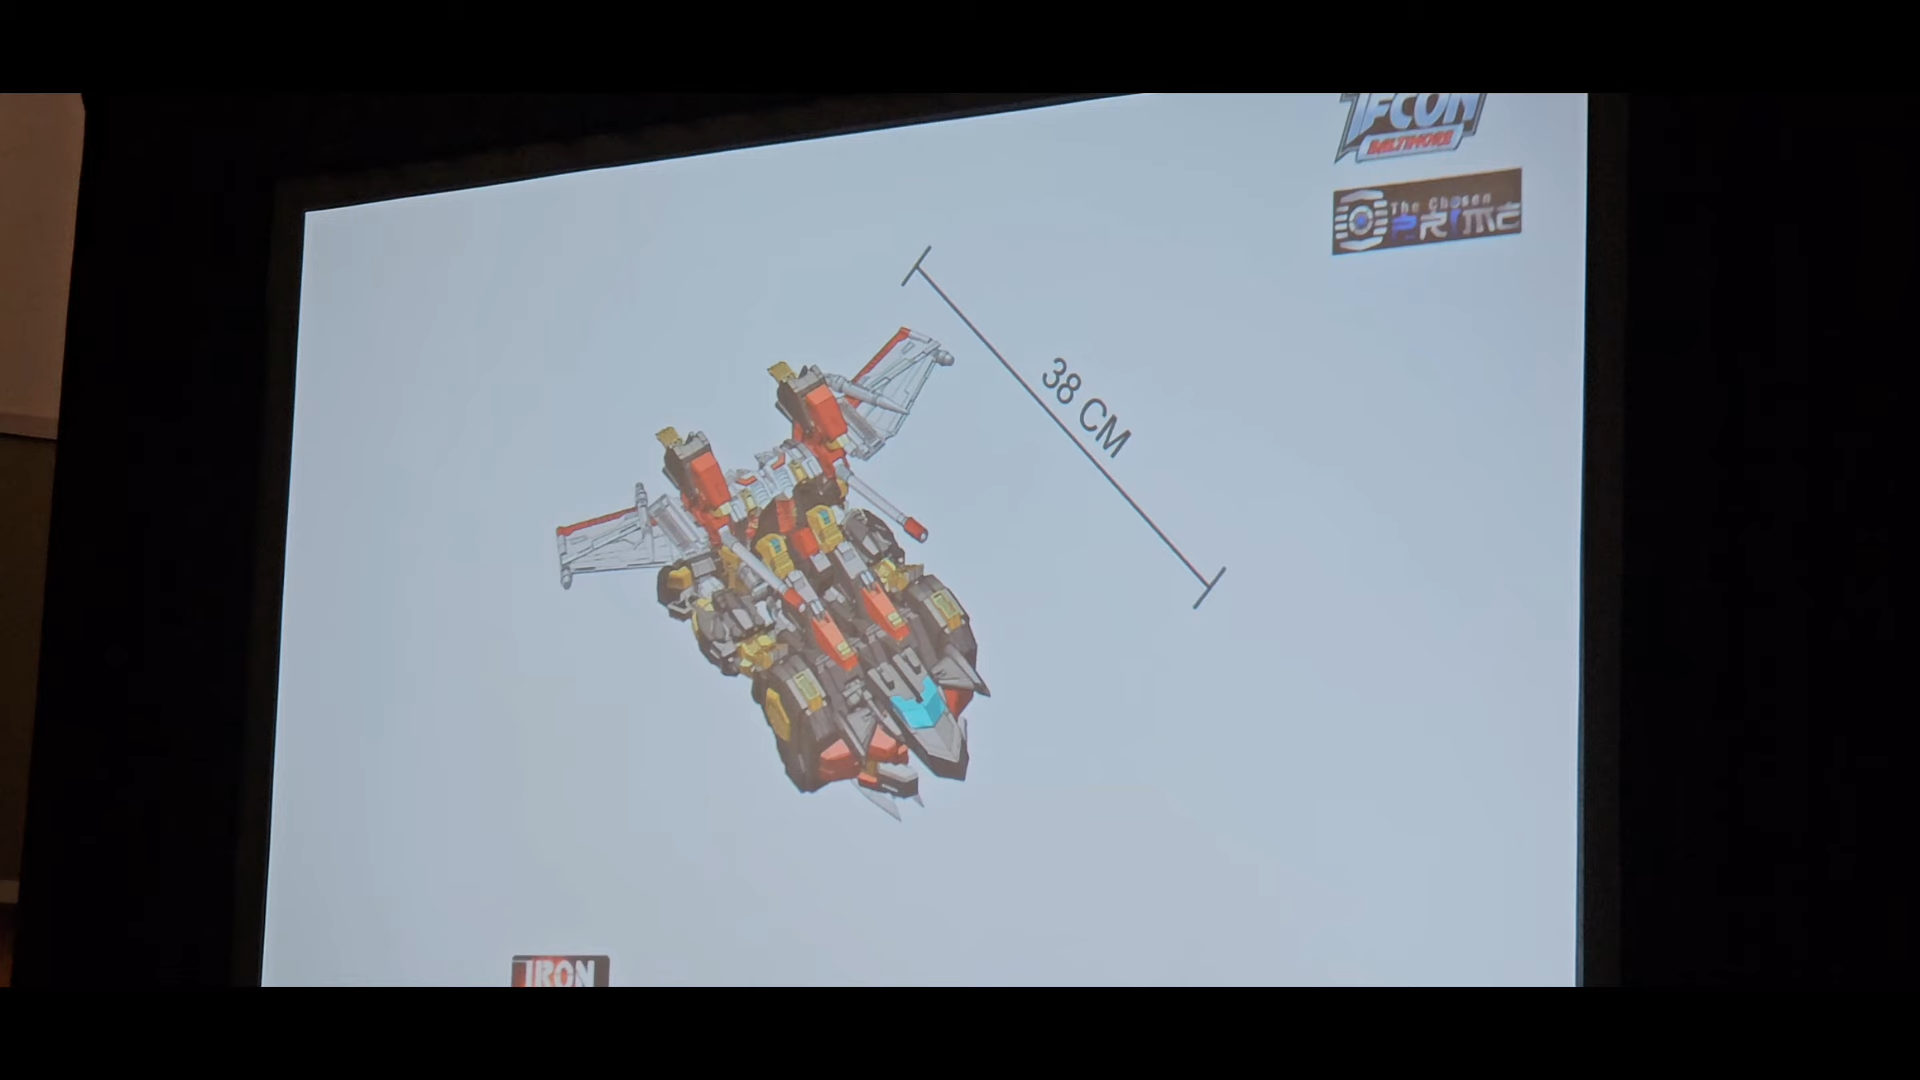 TFCON
BALTIMORE
The Chosen
PRIME
38 CM
IRON